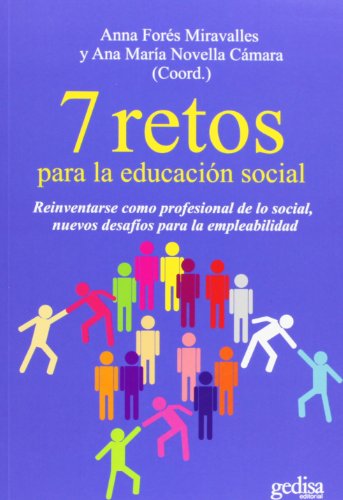 Anna Forés Miravalles
y Ana María Novella Cámara
(Coord.)
7 retos
para la educación social
Reinventarse como profesional de lo social,
nuevos desafíos para la empleabilidad
gedisa
editorial